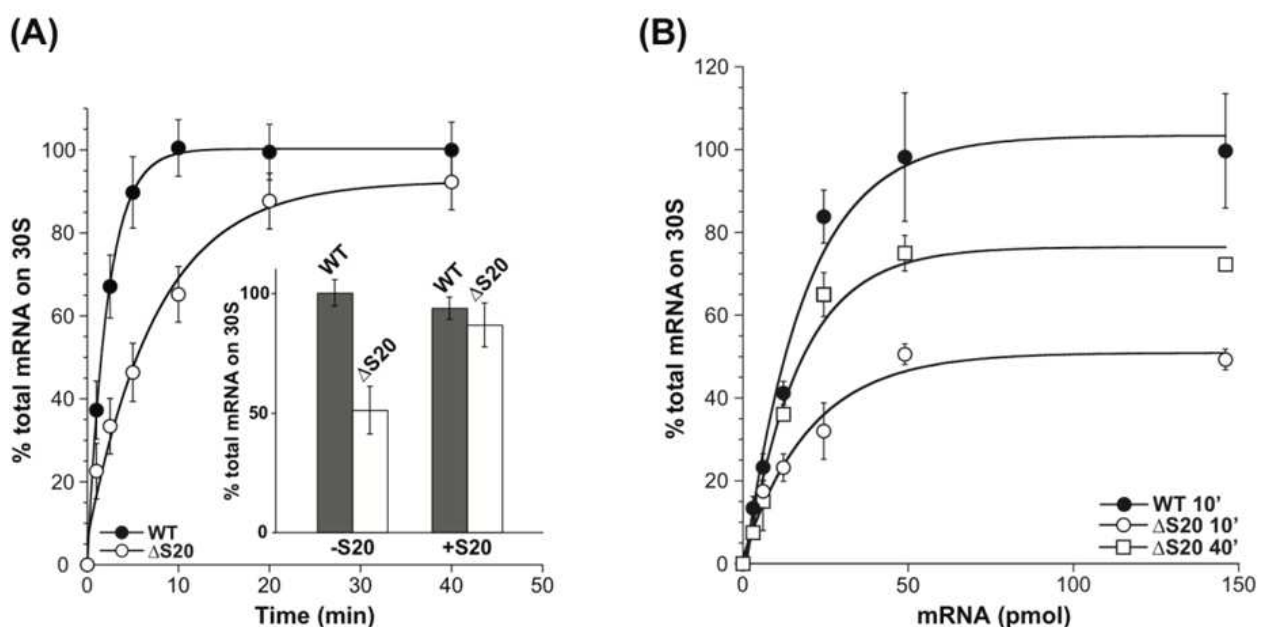 (A)
% total mRNA on 30S
100
80
60
40
20
0
WT
ΔS20
0
10
20
30
40
50
Time (min)
% total mRNA on 30S
100
50
0
WT
ΔS20
WT
ΔS20
-S20
+S20
(B)
% total mRNA on 30S
120
100
80
60
40
20
0
WT 10'
ΔS20 10'
ΔS20 40'
0
50
100
150
mRNA (pmol)